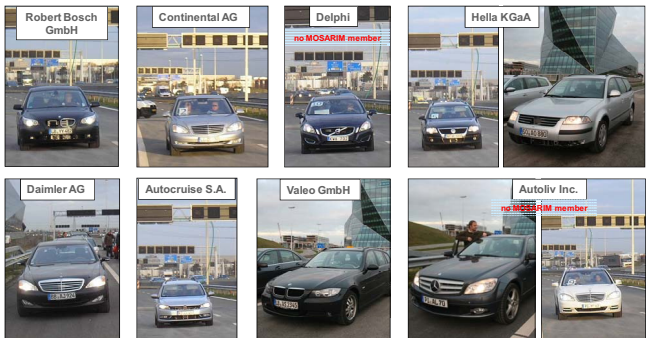 Robert Bosch
GmbH
Continental AG
Delphi
no MOSARIM member
Hella KGaA
Daimler AG
Autocruise S.A.
Valeo GmbH
Autoliv Inc.
no MOSARIM member